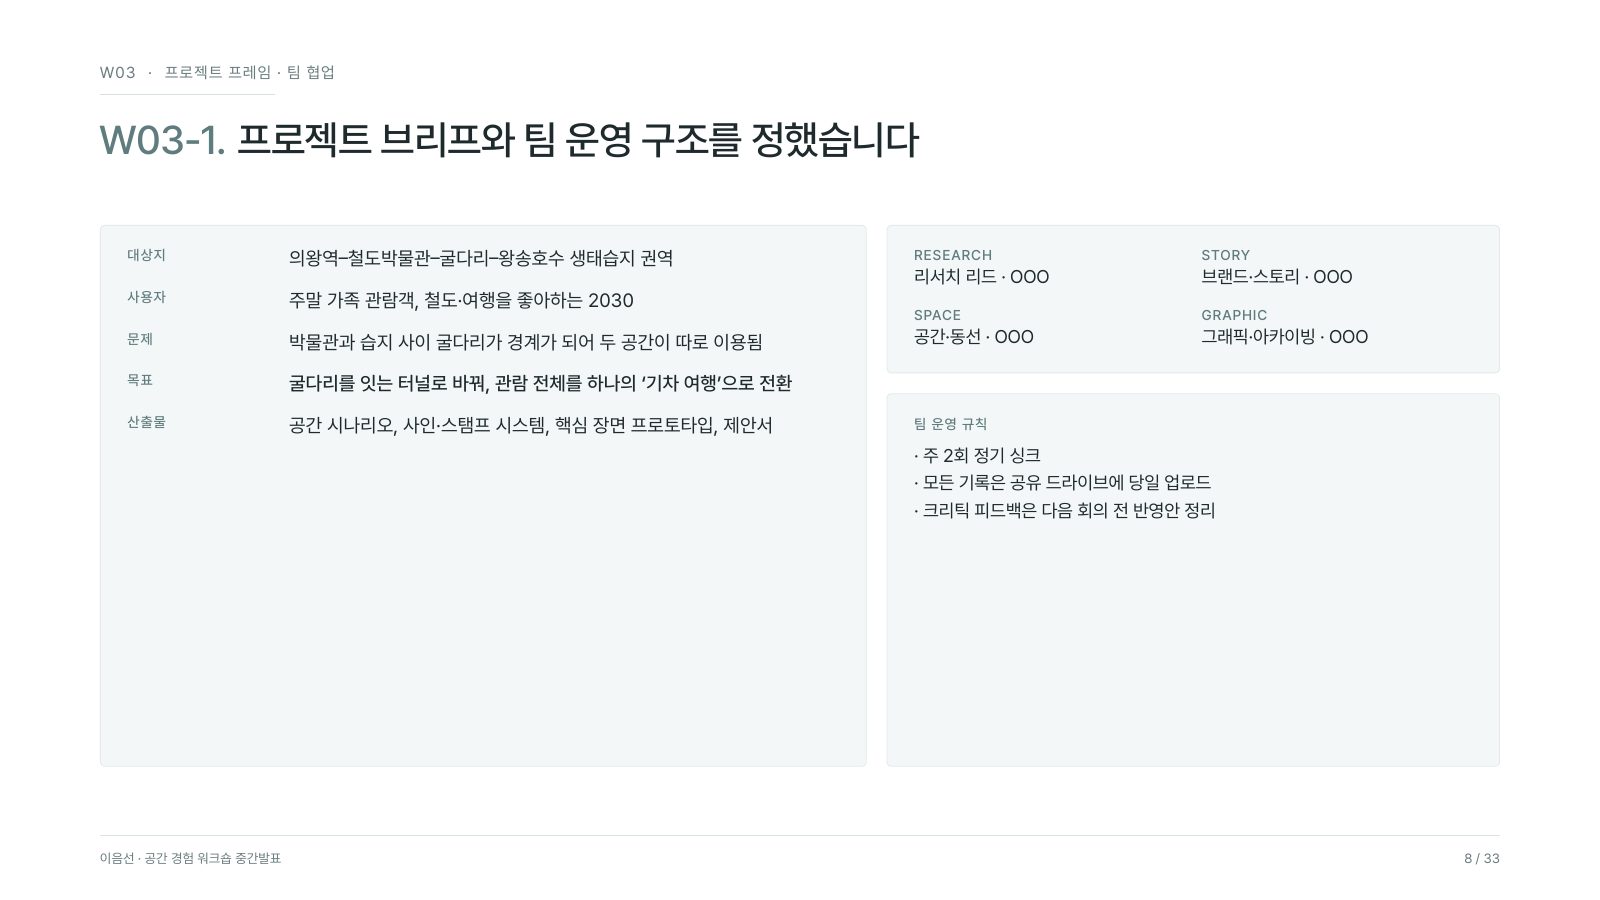 W03 · 프로젝트 프레임 · 팀 협업
W03-1. 프로젝트 브리프와 팀 운영 구조를 정했습니다
대상지 의왕역–철도박물관–굴다리–왕송호수 생태습지 권역
사용자 주말 가족 관람객, 철도·여행을 좋아하는 2030
문제 박물관과 습지 사이 굴다리가 경계가 되어 두 공간이 따로 이용됨
목표 굴다리를 잇는 터널로 바꿔, 관람 전체를 하나의 ‘기차 여행’으로 전환
산출물 공간 시나리오, 사인·스탬프 시스템, 핵심 장면 프로토타입, 제안서
RESEARCH
리서치 리드 · OOO
STORY
브랜드·스토리 · OOO
SPACE
공간·동선 · OOO
GRAPHIC
그래픽·아카이빙 · OOO
팀 운영 규칙
· 주 2회 정기 싱크
· 모든 기록은 공유 드라이브에 당일 업로드
· 크리틱 피드백은 다음 회의 전 반영안 정리
이음선 · 공간 경험 워크숍 중간발표
8 / 33